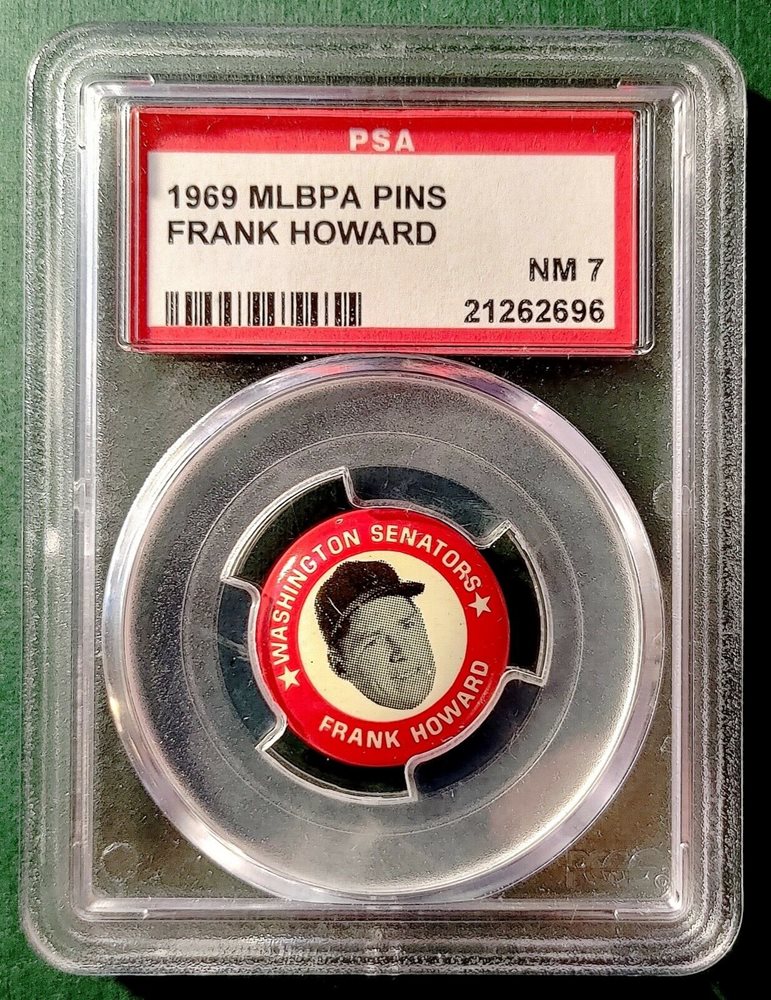 PSA
1969 MLBPA PINS
FRANK HOWARD
NM 7
21262696
WASHINGTON SENATORS
FRANK HOWARD